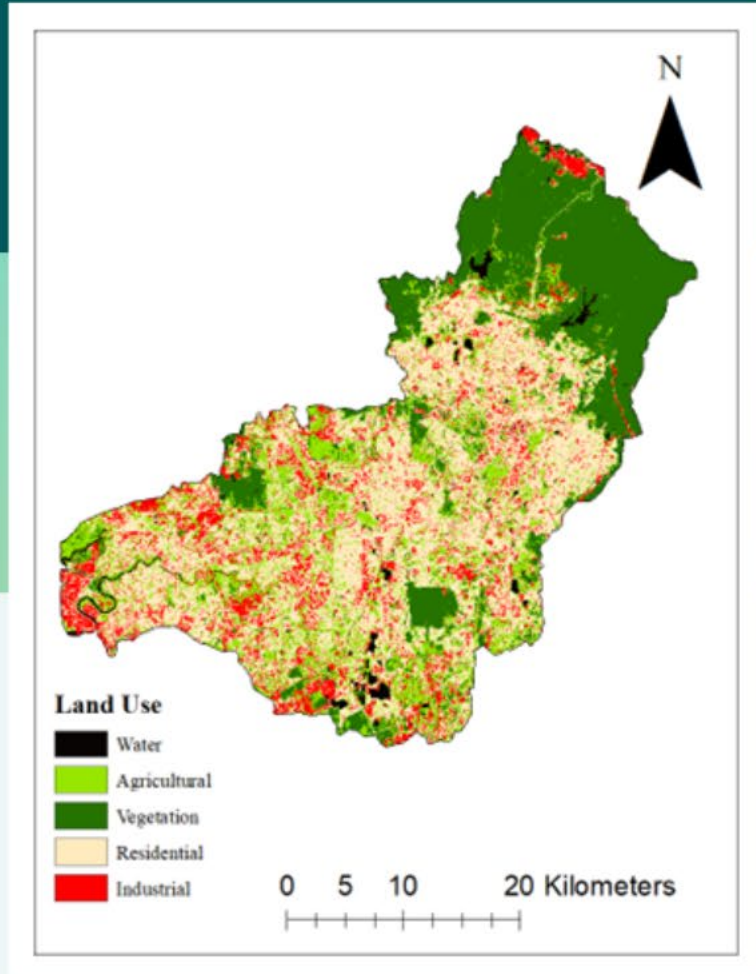 N
Land Use
Water
Agricultural
Vegetation
Residential
Industrial
0 5 10 20 Kilometers